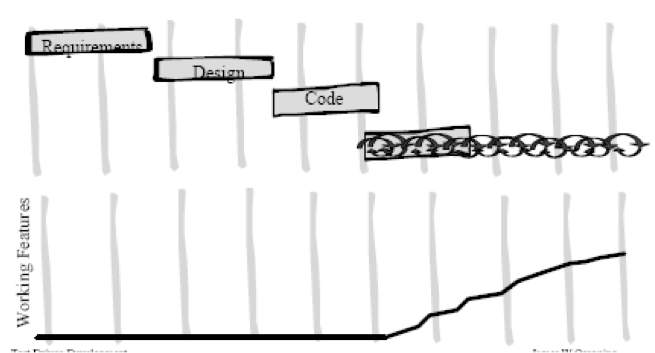 Requirements
Design
Code
Working Features